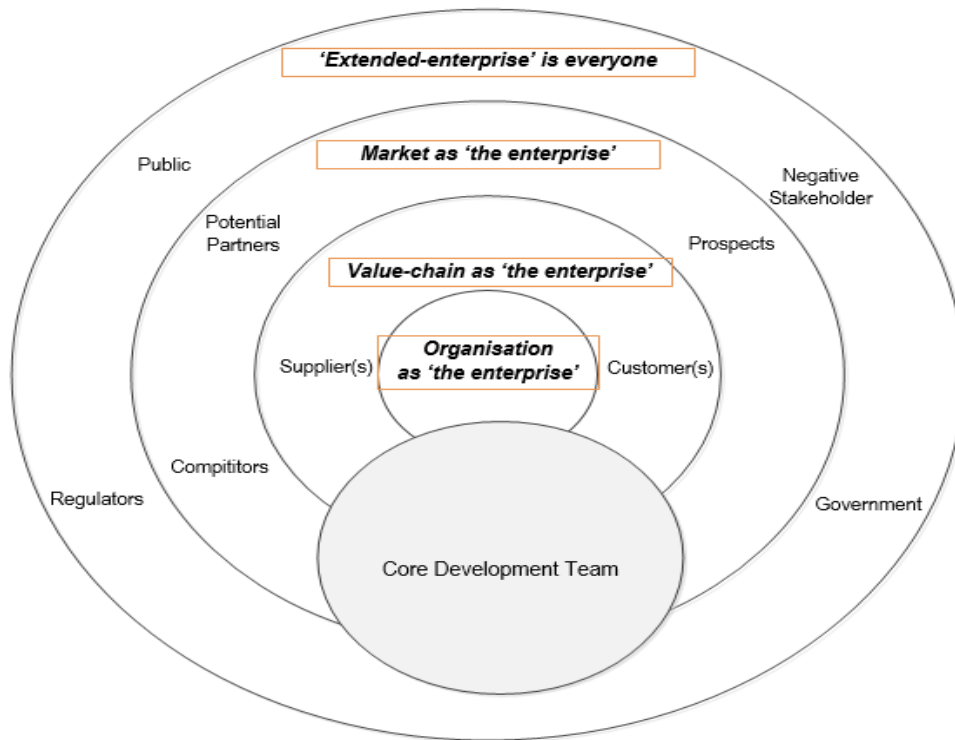 ‘Extended-enterprise’ is everyone
Market as ‘the enterprise’
Public
Negative
Stakeholder
Potential
Partners
Prospects
Value-chain as ‘the enterprise’
Organisation
as ‘the enterprise’
Supplier(s)
Customer(s)
Compititors
Regulators
Government
Core Development Team